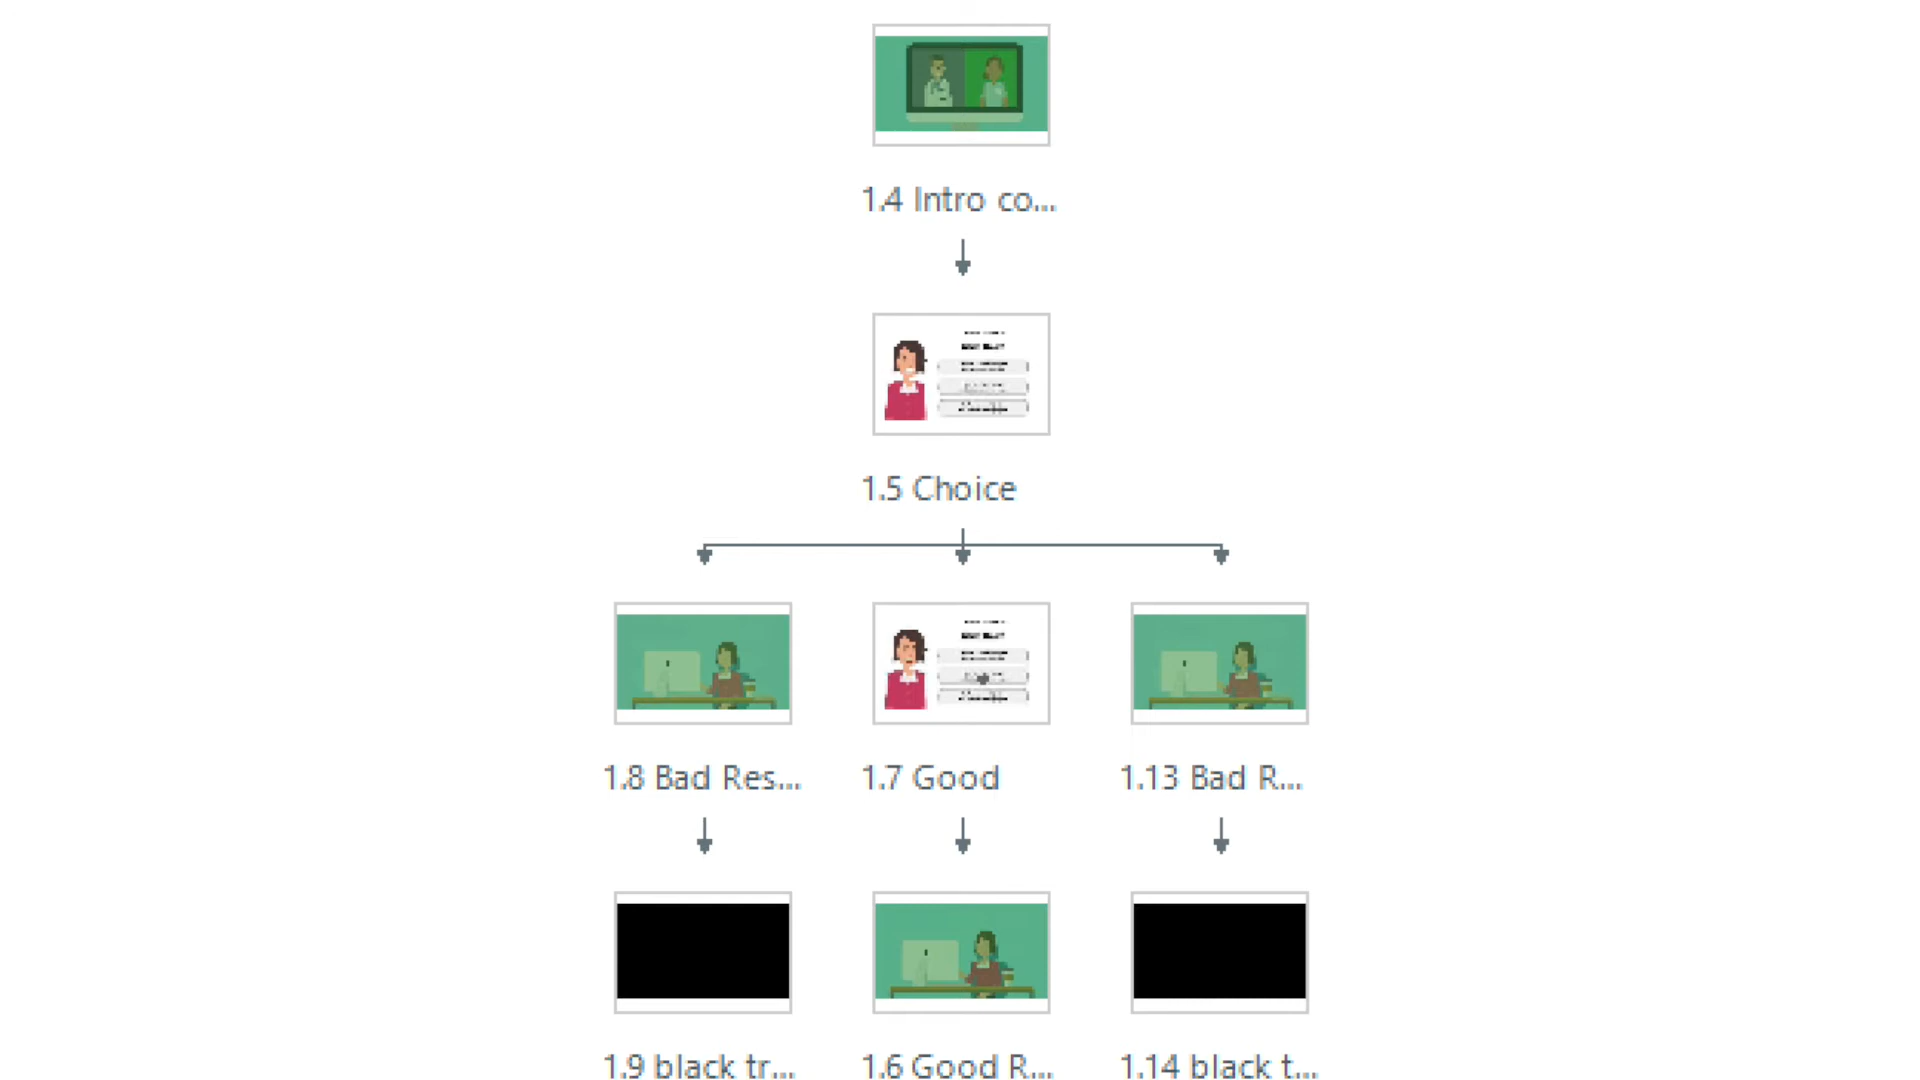 1.4 Intro co...
1.5 Choice
1.8 Bad Res...
1.7 Good
1.13 Bad R...
1.9 black tr...
1.6 Good R...
1.14 black t...